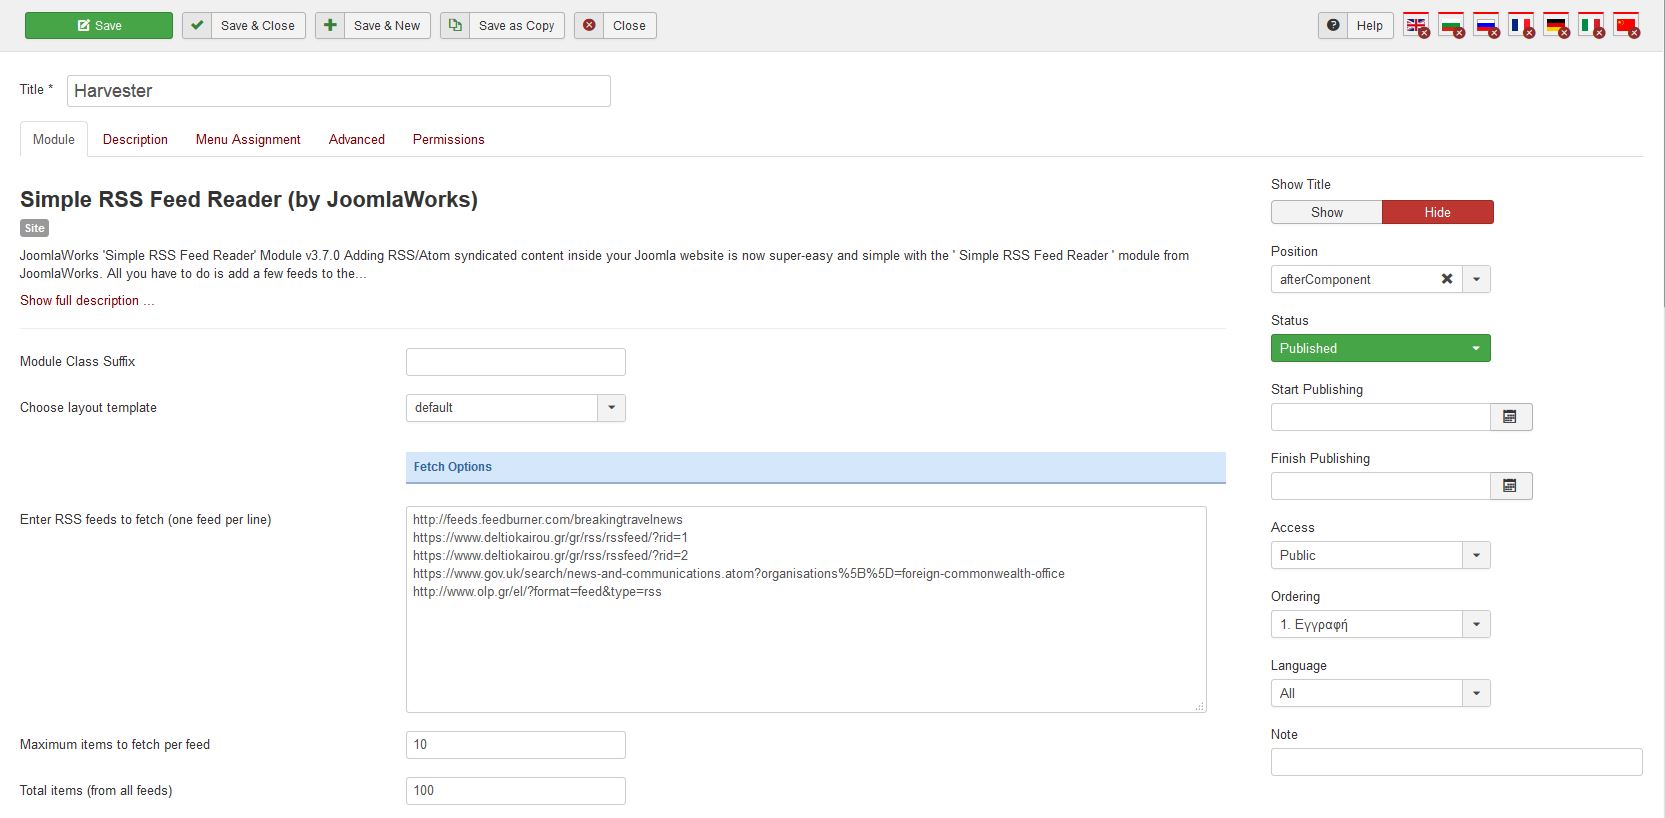 Save
Save & Close
Save & New
Save as Copy
Close
Help
Title *
Harvester
Module
Description
Menu Assignment
Advanced
Permissions
Simple RSS Feed Reader (by JoomlaWorks)
Site
JoomlaWorks 'Simple RSS Feed Reader' Module v3.7.0 Adding RSS/Atom syndicated content inside your Joomla website is now super-easy and simple with the ' Simple RSS Feed Reader ' module from
JoomlaWorks. All you have to do is add a few feeds to the...
Show full description ...
Module Class Suffix
Choose layout template
default
Fetch Options
Enter RSS feeds to fetch (one feed per line)
http://feeds.feedburner.com/breakingtravelnews
https://www.deltiokairou.gr/gr/rss/rssfeed/?rid=1
https://www.deltiokairou.gr/gr/rss/rssfeed/?rid=2
https://www.gov.uk/search/news-and-communications.atom?organisations%5B%5D=foreign-commonwealth-office
http://www.olp.gr/el/?format=feed&type=rss
Maximum items to fetch per feed
10
Total items (from all feeds)
100
Show Title
Show
Hide
Position
afterComponent
Status
Published
Start Publishing
Finish Publishing
Access
Public
Ordering
1. Εγγραφή
Language
All
Note